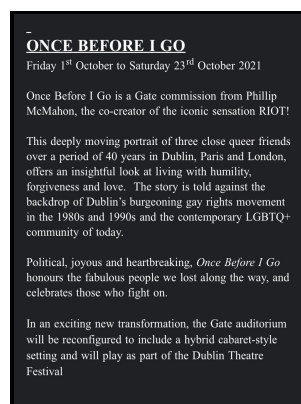 ONCE BEFORE I GO
Friday 1st October to Saturday 23rd October 2021
Once Before I Go is a Gate commission from Phillip
McMahon, the co-creator of the iconic sensation RIOT!
This deeply moving portrait of three close queer friends
over a period of 40 years in Dublin, Paris and London,
offers an insightful look at living with humility,
forgiveness and love.  The story is told against the
backdrop of Dublin's burgeoning gay rights movement
in the 1980s and 1990s and the contemporary LGBTQ+
community of today.
Political, joyous and heartbreaking, Once Before I Go
honours the fabulous people we lost along the way, and
celebrates those who fight on.
In an exciting new transformation, the Gate auditorium
will be reconfigured to include a hybrid cabaret-style
setting and will play as part of the Dublin Theatre
Festival